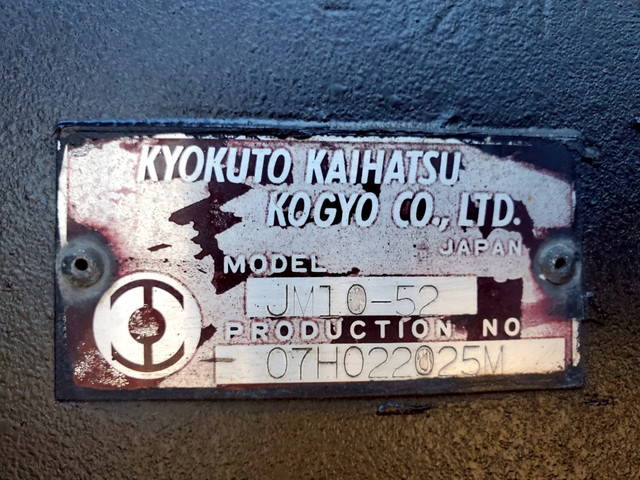 KYOKUTO KAIHATSU
KOGYO CO., LTD.
JAPAN
MODEL
JM10-52
PRODUCTION NO
07H022025M